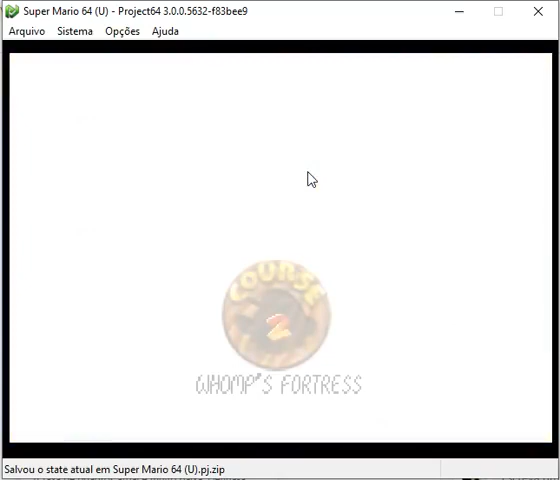 Super Mario 64 (U) - Project64 3.0.0.5632-f83bee9
Arquivo Sistema Opções Ajuda
COURSE
2
WHOMP'S FORTRESS
Salvou o state atual em Super Mario 64 (U).pj.zip